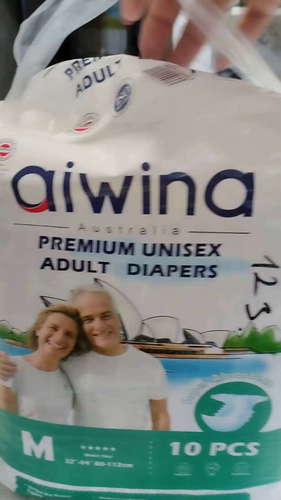 PREMIUM
ADULT
aiwina
Australia
PREMIUM UNISEX
ADULT DIAPERS
123
M
10 PCS